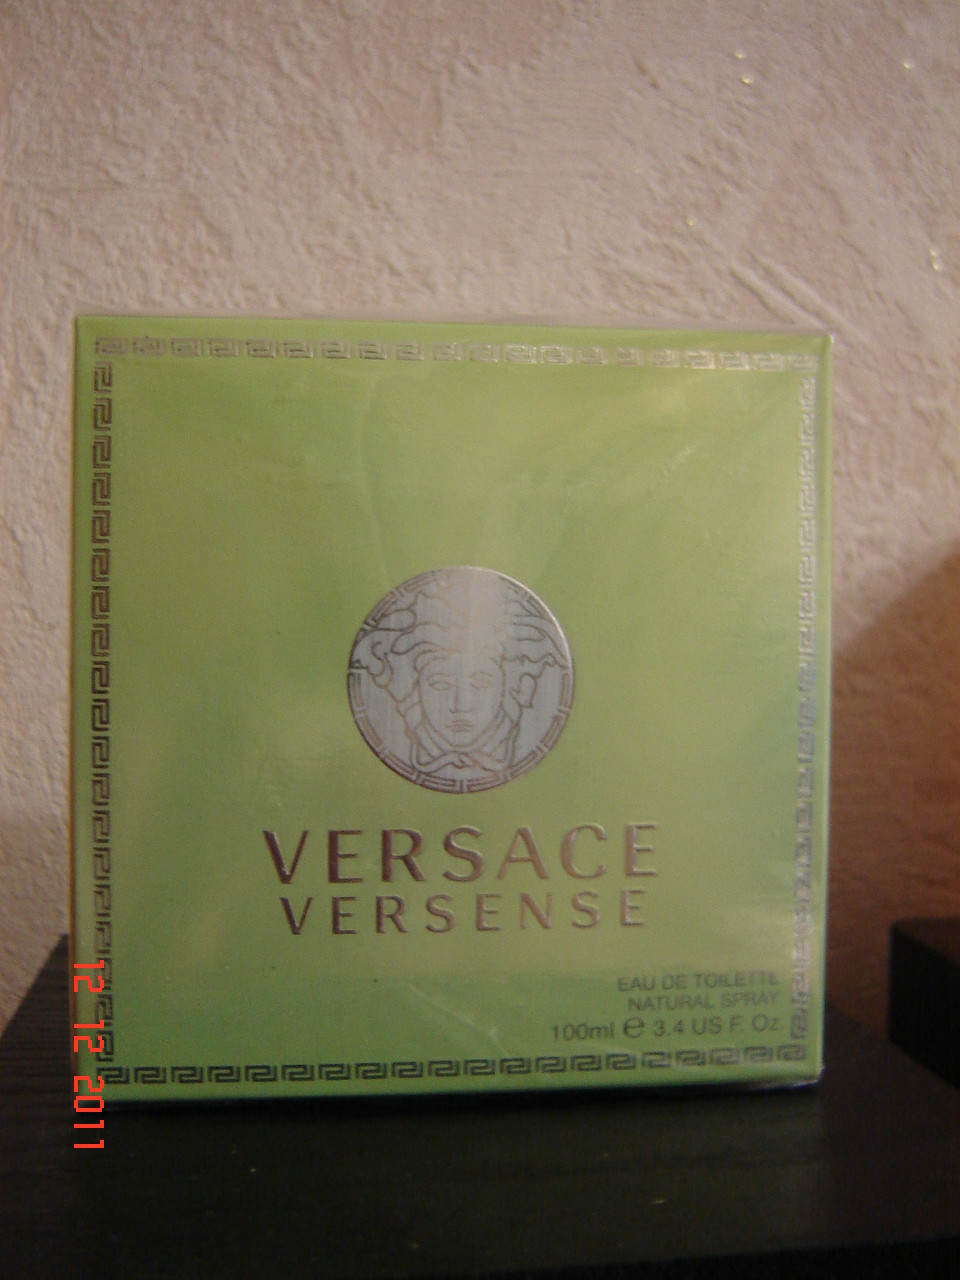 VERSACE
VERSENSE
EAU DE TOILETTE
NATURAL SPRAY
100ml ℮ 3.4 US F. Oz.
12 12 2011